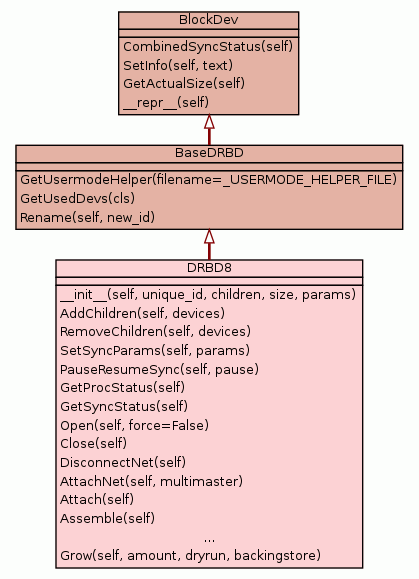 BlockDev
CombinedSyncStatus(self)
SetInfo(self, text)
GetActualSize(self)
__repr__(self)
BaseDRBD
GetUsermodeHelper(filename=_USERMODE_HELPER_FILE)
GetUsedDevs(cls)
Rename(self, new_id)
DRBD8
__init__(self, unique_id, children, size, params)
AddChildren(self, devices)
RemoveChildren(self, devices)
SetSyncParams(self, params)
PauseResumeSync(self, pause)
GetProcStatus(self)
GetSyncStatus(self)
Open(self, force=False)
Close(self)
DisconnectNet(self)
AttachNet(self, multimaster)
Attach(self)
Assemble(self)
...
Grow(self, amount, dryrun, backingstore)